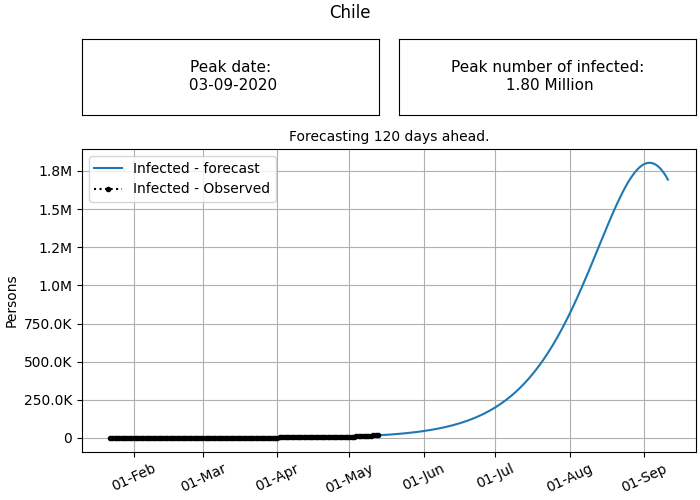 Chile
Peak date:
03-09-2020
Peak number of infected:
1.80 Million
Forecasting 120 days ahead.
Infected - forecast
Infected - Observed
Persons
1.8M
1.5M
1.2M
1.0M
750.0K
500.0K
250.0K
0
01-Feb
01-Mar
01-Apr
01-May
01-Jun
01-Jul
01-Aug
01-Sep